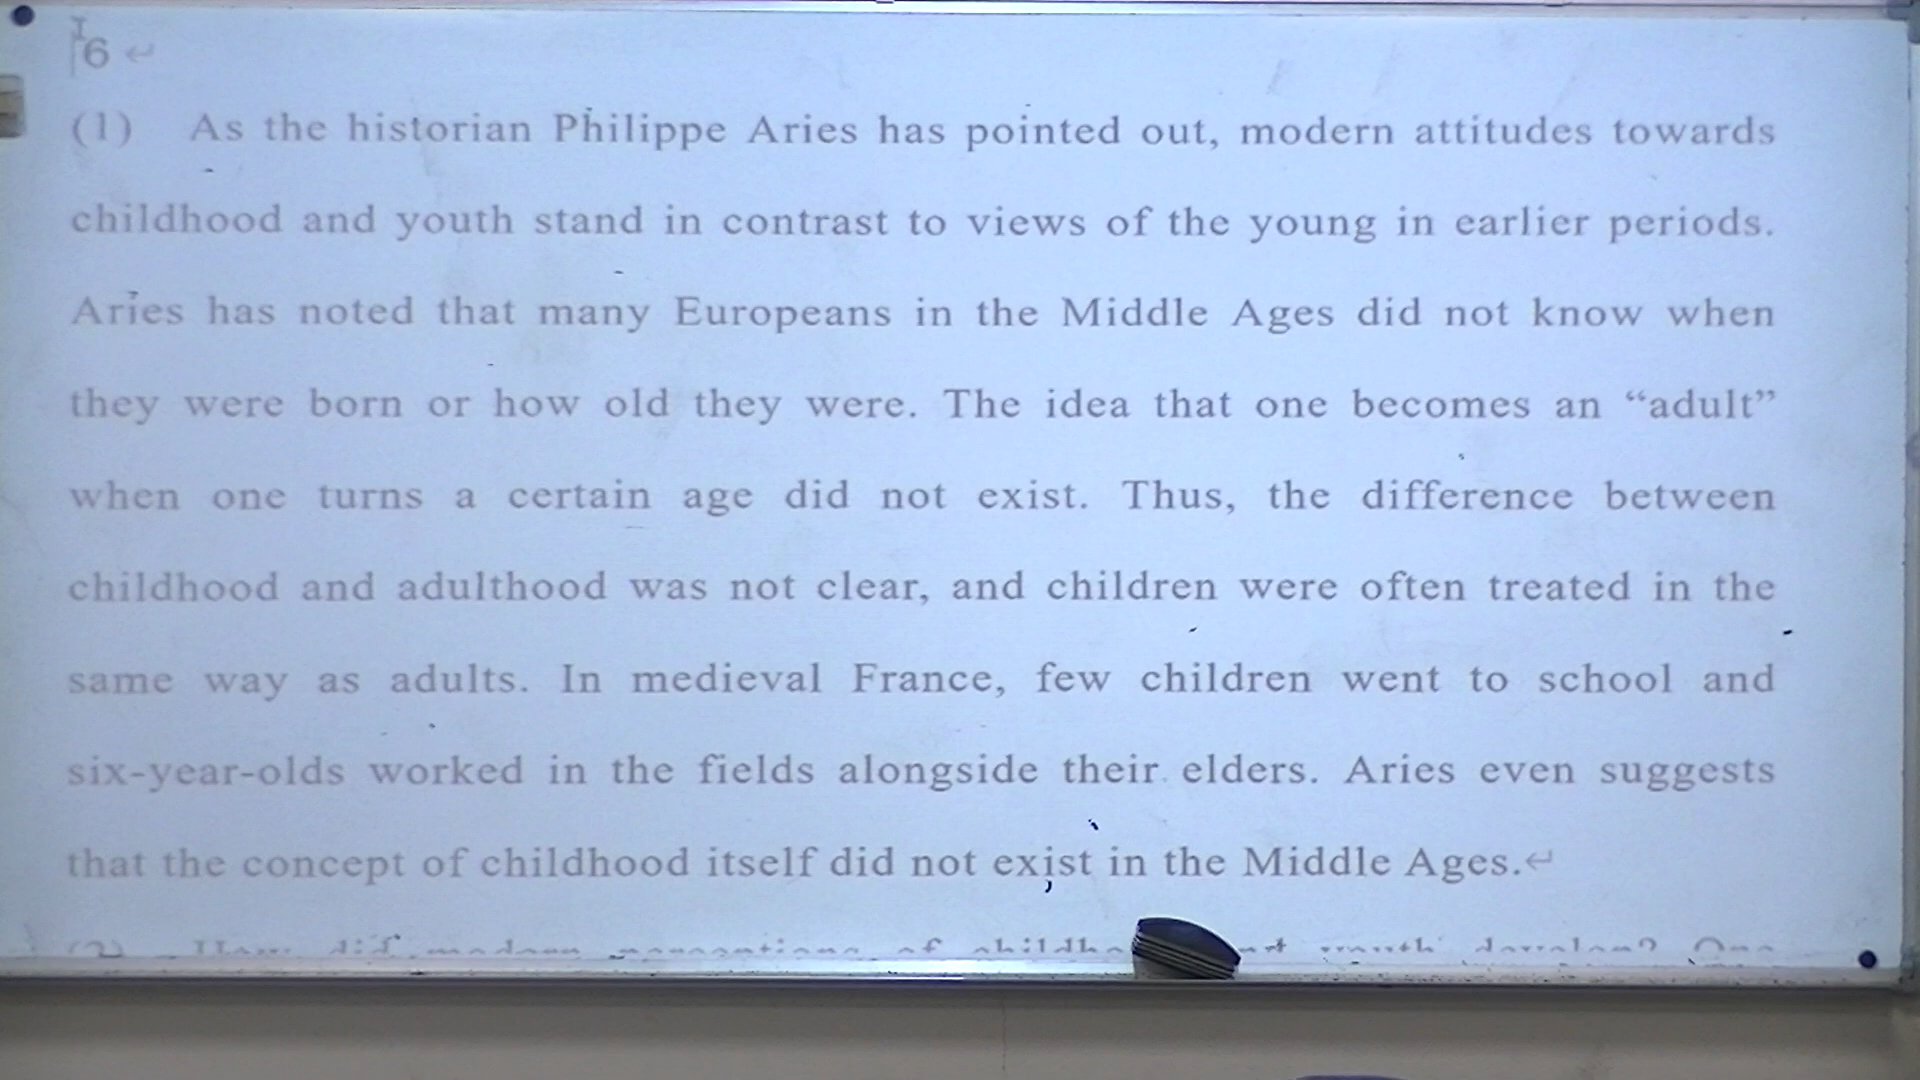 6
(1) As the historian Philippe Aries has pointed out, modern attitudes towards
childhood and youth stand in contrast to views of the young in earlier periods.
Aries has noted that many Europeans in the Middle Ages did not know when
they were born or how old they were. The idea that one becomes an “adult”
when one turns a certain age did not exist. Thus, the difference between
childhood and adulthood was not clear, and children were often treated in the
same way as adults. In medieval France, few children went to school and
six-year-olds worked in the fields alongside their elders. Aries even suggests
that the concept of childhood itself did not exist in the Middle Ages.